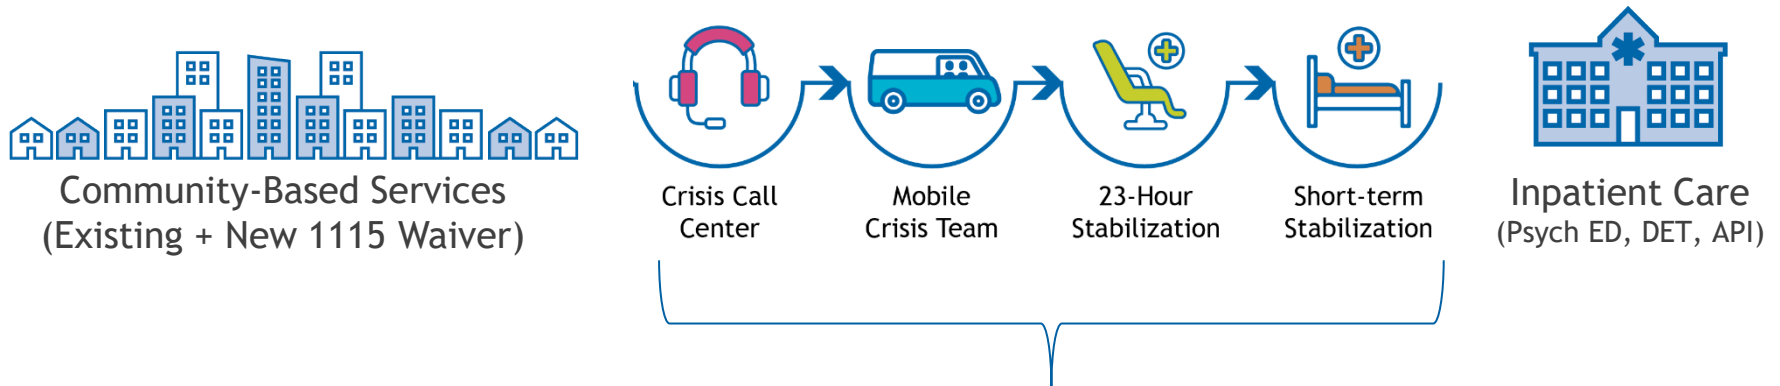 Community-Based Services
(Existing + New 1115 Waiver)
Crisis Call
Center
Mobile
Crisis Team
23-Hour
Stabilization
Short-term
Stabilization
Inpatient Care
(Psych ED, DET, API)